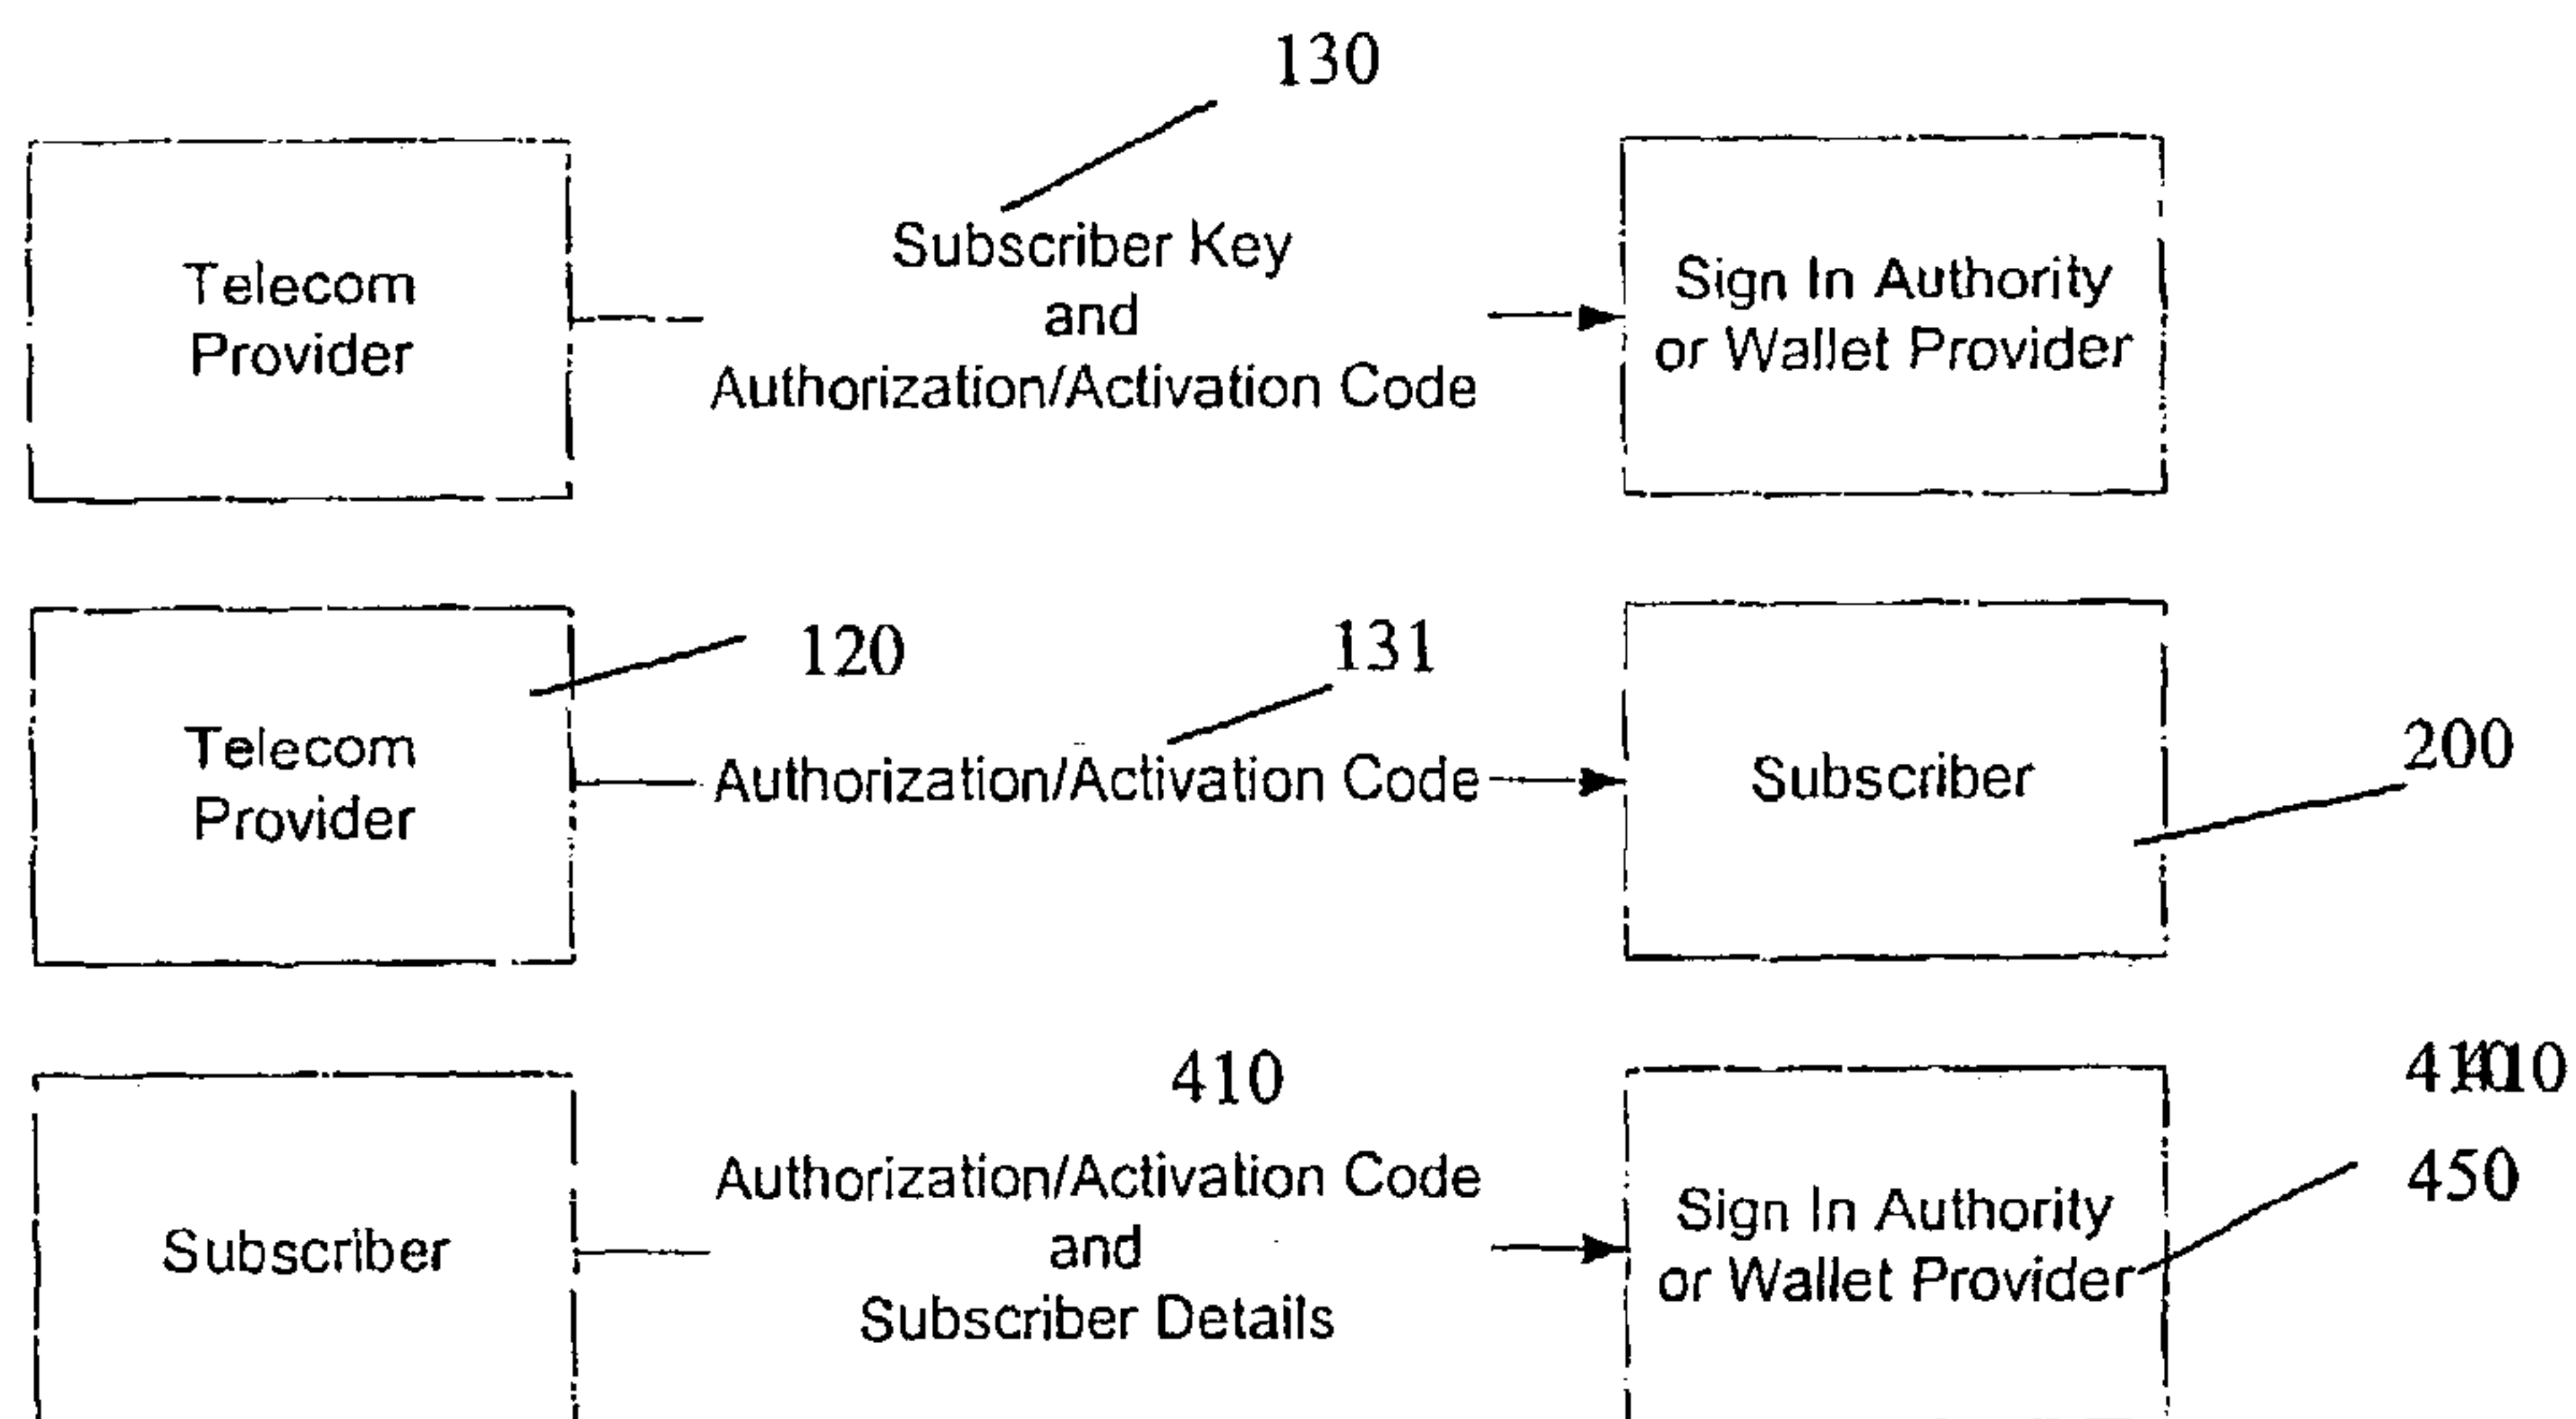 130
Telecom
Provider
Subscriber Key
and
Authorization/Activation Code
Sign In Authority
or Wallet Provider
120
131
Telecom
Provider
Authorization/Activation Code
Subscriber
200
410
Subscriber
Authorization/Activation Code
and
Subscriber Details
Sign In Authority
or Wallet Provider
450